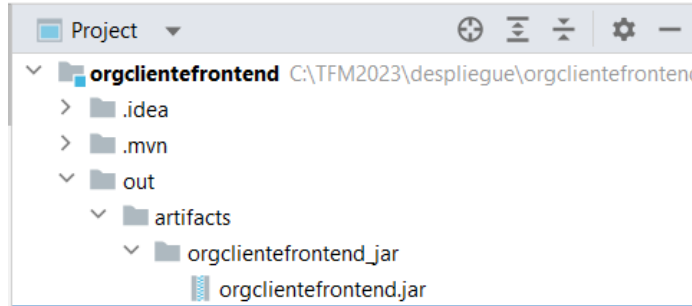 Project
orgclientefrontend C:\TFM2023\despliegue\orgclientefrontend
.idea
.mvn
out
artifacts
orgclientefrontend_jar
orgclientefrontend.jar